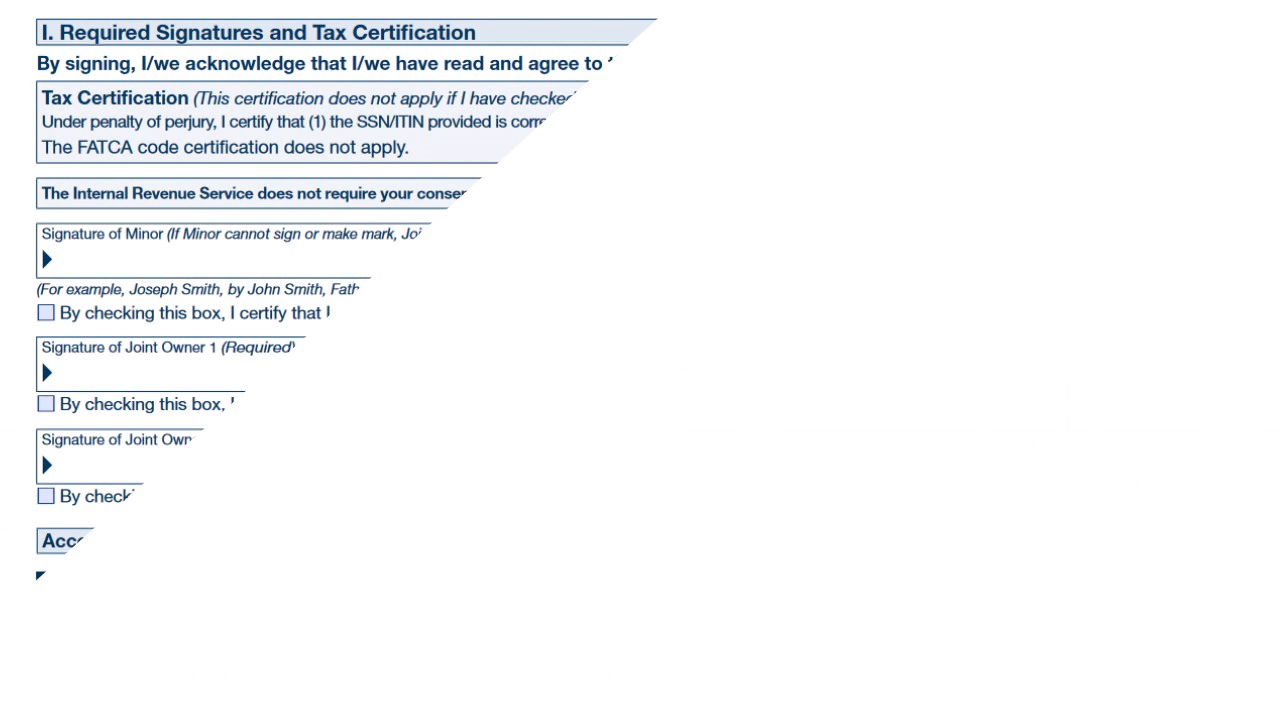 I. Required Signatures and Tax Certification
By signing, I/we acknowledge that I/we have read and agree to
Tax Certification (This certification does not apply if I have checked
Under penalty of perjury, I certify that (1) the SSN/ITIN provided is
The FATCA code certification does not apply.
The Internal Revenue Service does not require your
Signature of Minor (If Minor cannot sign or make mark,
(For example, Joseph Smith, by John Smith,
By checking this box, I certify that I
Signature of Joint Owner 1 (Required)
By checking this box,
Signature of Joint
By